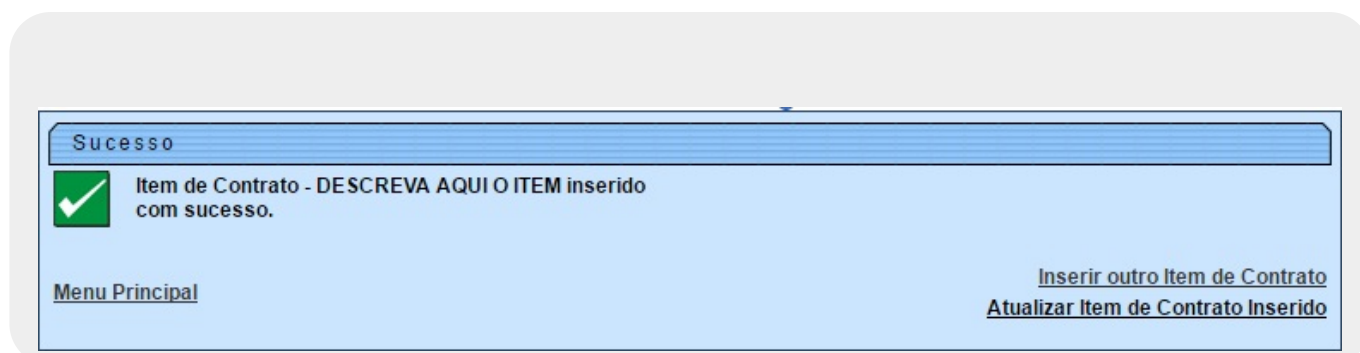 Sucesso
Item de Contrato - DESCREVA AQUI O ITEM inserido
com sucesso.
Inserir outro Item de Contrato
Menu Principal
Atualizar Item de Contrato Inserido